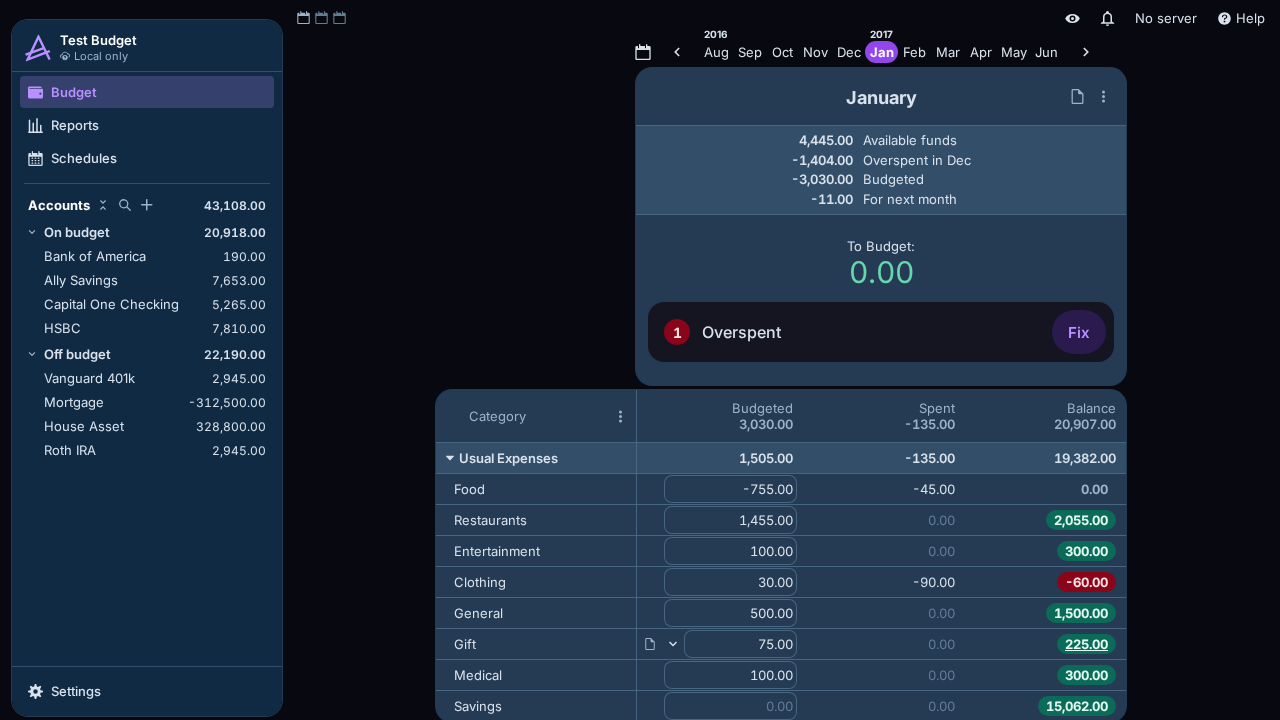 Test Budget
Local only
Budget
Reports
Schedules
Accounts 43,108.00
On budget 20,918.00
Bank of America 190.00
Ally Savings 7,653.00
Capital One Checking 5,265.00
HSBC 7,810.00
Off budget 22,190.00
Vanguard 401k 2,945.00
Mortgage -312,500.00
House Asset 328,800.00
Roth IRA 2,945.00
Settings
No server Help
2016 2017
Aug Sep Oct Nov Dec Jan Feb Mar Apr May Jun
January
4,445.00 Available funds
-1,404.00 Overspent in Dec
-3,030.00 Budgeted
-11.00 For next month
To Budget:
0.00
1 Overspent Fix
Category Budgeted Spent Balance
3,030.00 -135.00 20,907.00
Usual Expenses 1,505.00 -135.00 19,382.00
Food -755.00 -45.00 0.00
Restaurants 1,455.00 0.00 2,055.00
Entertainment 100.00 0.00 300.00
Clothing 30.00 -90.00 -60.00
General 500.00 0.00 1,500.00
Gift 75.00 0.00 225.00
Medical 100.00 0.00 300.00
Savings 0.00 0.00 15,062.00